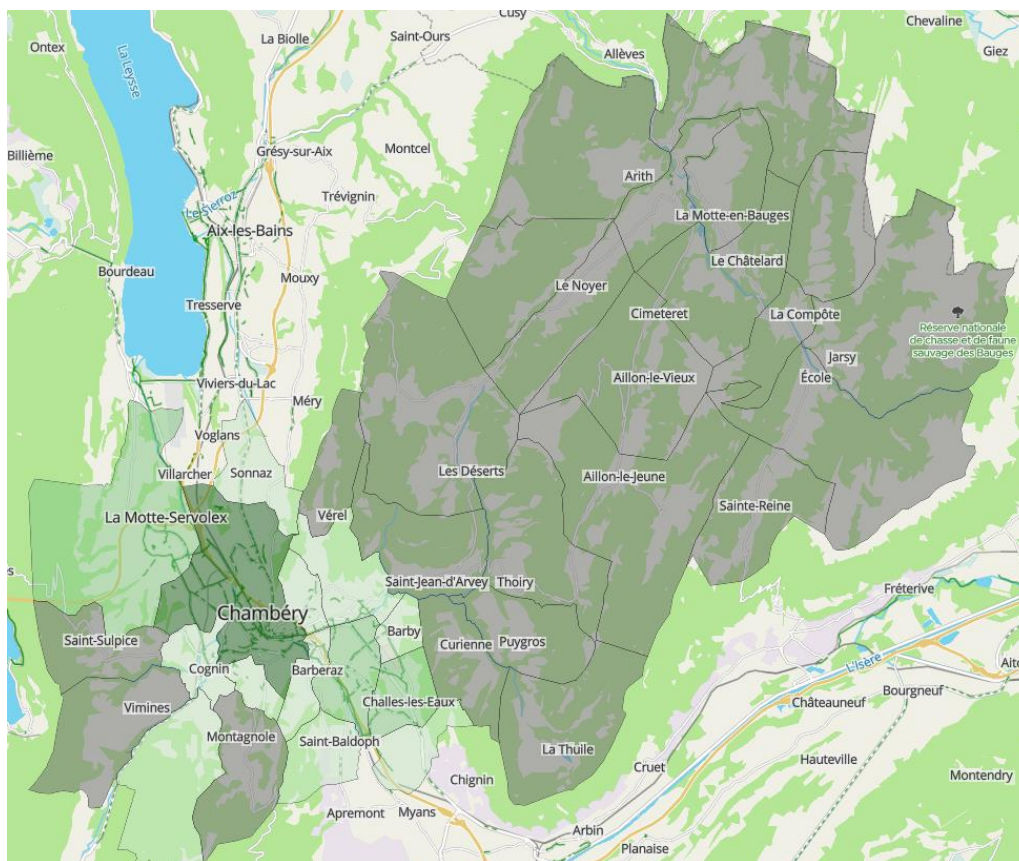 Cusy
Chevaline
Ontex
La Leysse
La Biolle
Saint-Ours
Allèves
Giez
Billième
Grésy-sur-Aix
Montcel
Arith
Trévignin
Le Sierroz
La Motte-en-Bauges
Aix-les-Bains
Le Châtelard
Bourdeau
Mouxy
Le Noyer
Tresserve
Cimeteret
La Compôte
Réserve nationale
de chasse et de faune
sauvage des Bauges
Jarsy
École
Viviers-du-Lac
Aillon-le-Vieux
Méry
Voglans
Villarcher
Sonnaz
Les Déserts
Aillon-le-Jeune
Sainte-Reine
La Motte-Servolex
Vérel
es
Saint-Jean-d'Arvey
Thoiry
Fréterive
Chambéry
Saint-Sulpice
Barby
Curienne
Puygros
L'Isère
Aito
Cognin
Barberaz
Bourgneuf
Challes-les-Eaux
Châteauneuf
Vimines
Montagnole
Saint-Baldoph
La Thuile
Hauteville
Cruet
Chignin
Montendry
Apremont
Myans
Arbin
Planaise